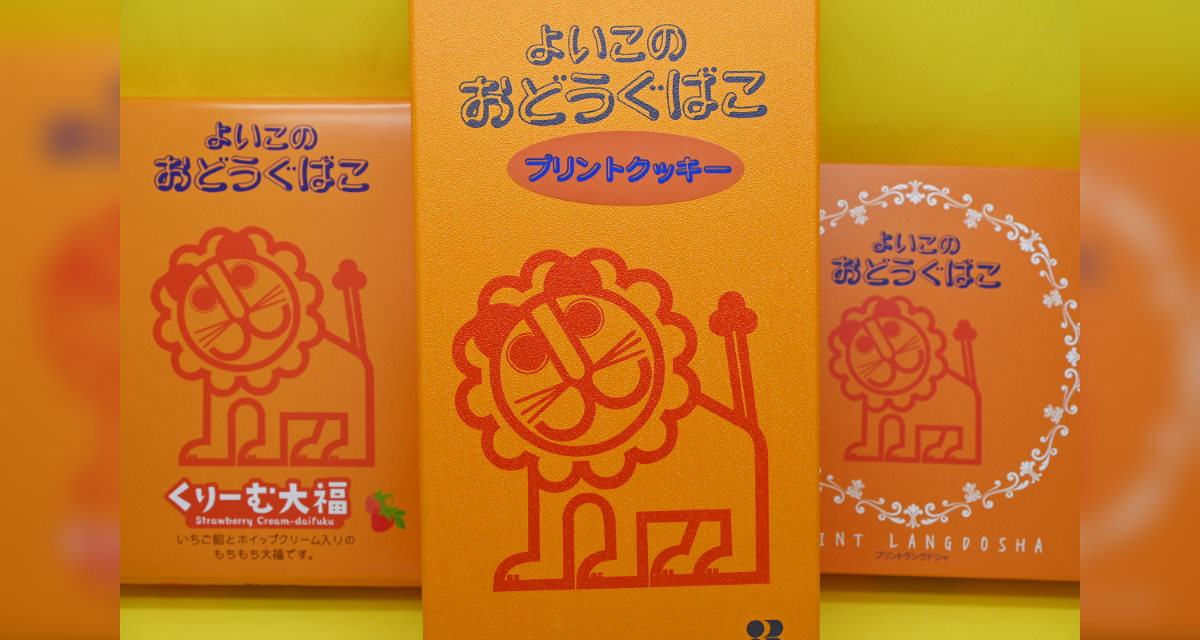 よいこの
おどうぐばこ
くりーむ大福
Strawberry Cream-daifuku
いちご餡とホイップクリーム入りの
もちもち大福です。
よいこの
おどうぐばこ
プリントクッキー
よいこの
おどうぐばこ
INT LANGDOSHA
プリントラングドシャ